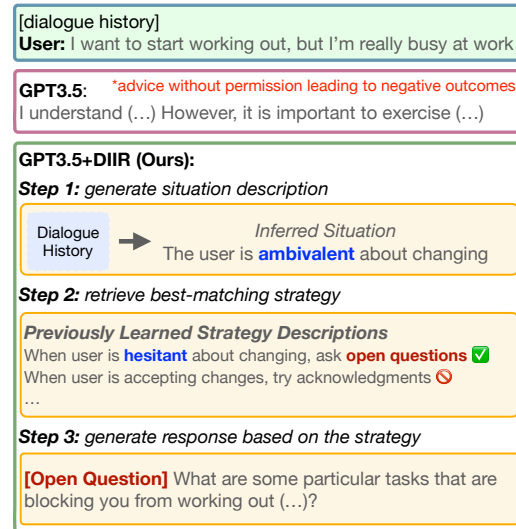 [dialogue history]
User: I want to start working out, but I'm really busy at work
GPT3.5: *advice without permission leading to negative outcomes
I understand (…) However, it is important to exercise (…)
GPT3.5+DIIR (Ours):
Step 1: generate situation description
Dialogue
History
Inferred Situation
The user is ambivalent about changing
Step 2: retrieve best-matching strategy
Previously Learned Strategy Descriptions
When user is hesitant about changing, ask open questions ✅
When user is accepting changes, try acknowledgments 🚫
…
Step 3: generate response based on the strategy
[Open Question] What are some particular tasks that are
blocking you from working out (…)?